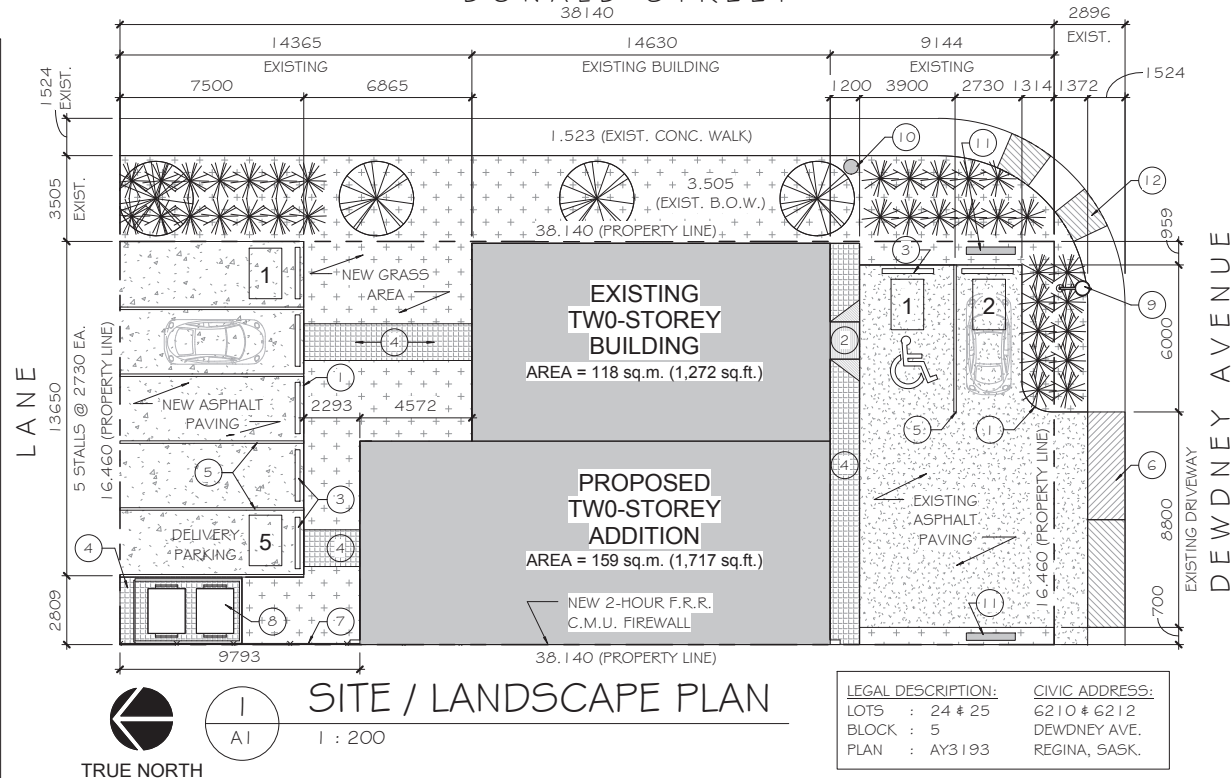 38140
2896
EXIST.
14365
EXISTING
14630
EXISTING BUILDING
9144
EXISTING
7500
6865
1200
3900
2730
1314
1372
1524
1524
EXIST.
1.523 (EXIST. CONC. WALK)
10
11
12
3505
EXIST.
3.505
(EXIST. B.O.W.)
38.140 (PROPERTY LINE)
959
3
1
NEW GRASS
AREA
EXISTING
TW0-STOREY
BUILDING
AREA = 118 sq.m. (1,272 sq.ft.)
1
2
9
2
4
6000
LANE
13650
5 STALLS @ 2730 EA.
16.460 (PROPERTY LINE)
1
NEW ASPHALT
PAVING
2293
4572
5
1
DEWDNEY AVENUE
5
3
4
PROPOSED
TW0-STOREY
ADDITION
AREA = 159 sq.m. (1,717 sq.ft.)
EXISTING
ASPHALT
PAVING
16.460 (PROPERTY LINE)
6
8800
EXISTING DRIVEWAY
DELIVERY
PARKING
5
4
4
2809
8
7
NEW 2-HOUR F.R.R.
C.M.U. FIREWALL
11
700
9793
38.140 (PROPERTY LINE)
TRUE NORTH
1
A1
SITE / LANDSCAPE PLAN
1 : 200
LEGAL DESCRIPTION:
LOTS : 24 & 25
BLOCK : 5
PLAN : AY3193
CIVIC ADDRESS:
6210 & 6212
DEWDNEY AVE.
REGINA, SASK.